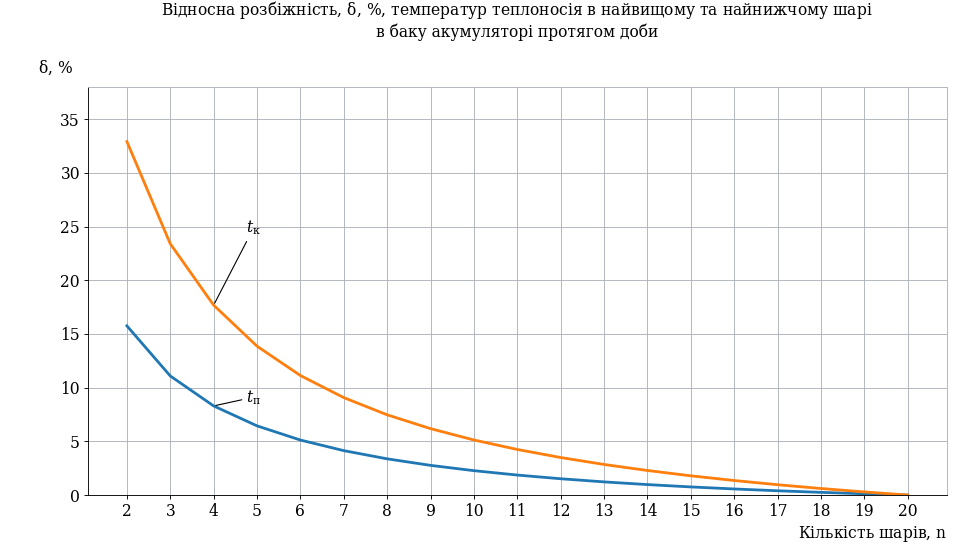 Відносна розбіжність, δ, %, температур теплоносія в найвищому та найнижчому шарі
в баку акумуляторі протягом доби
δ, %
35
30
25
20
15
10
5
0
tк
tп
2 3 4 5 6 7 8 9 10 11 12 13 14 15 16 17 18 19 20
Кількість шарів, n